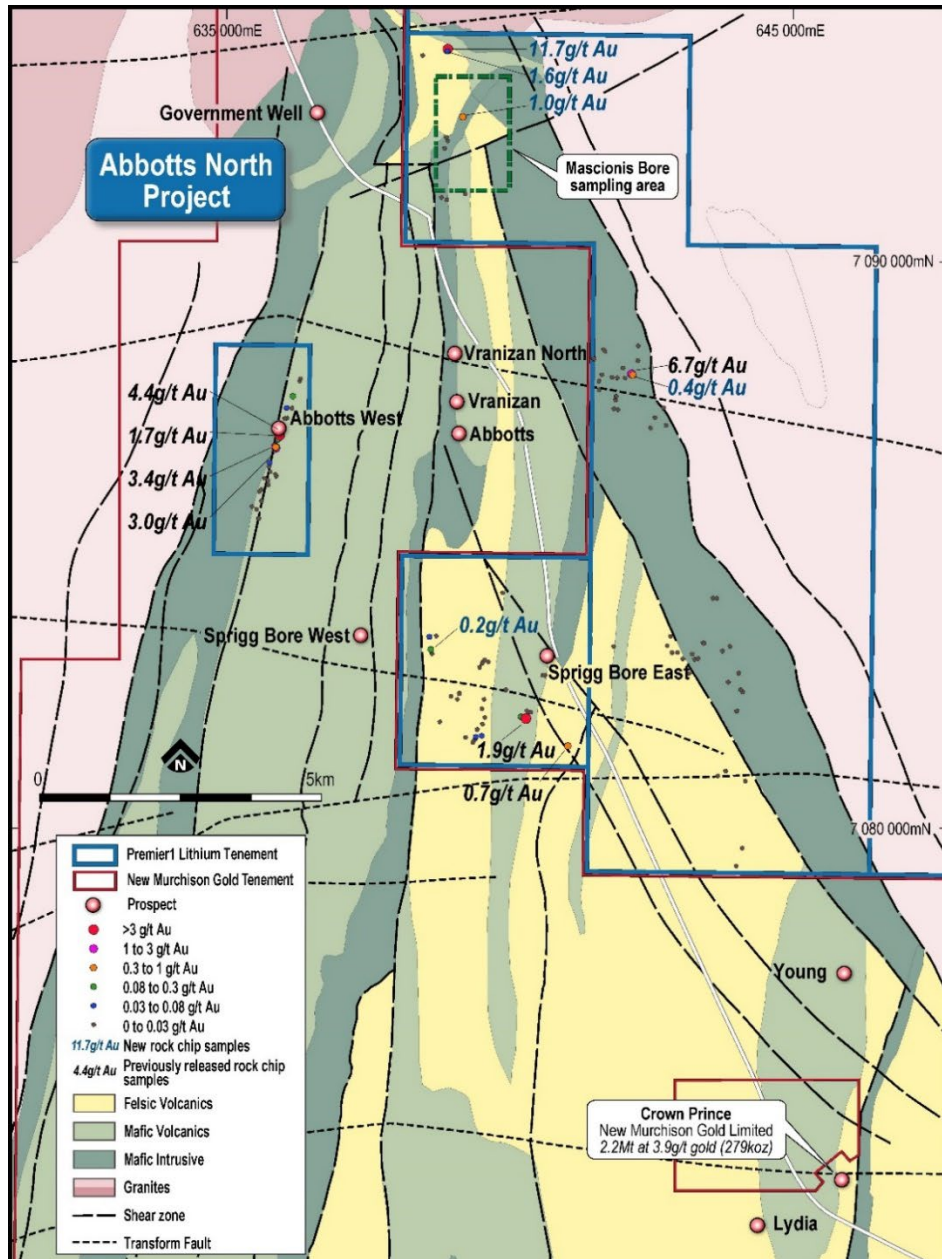 635 000mE
645 000mE
11.7g/t Au
1.6g/t Au
1.0g/t Au
Government Well
Abbotts North
Project
Mascionis Bore
sampling area
7 090 000mN
Vranizan North
6.7g/t Au
0.4g/t Au
4.4g/t Au
Abbotts West
Vranizan
1.7g/t Au
Abbotts
3.4g/t Au
3.0g/t Au
0.2g/t Au
Sprigg Bore West
Sprigg Bore East
1.9g/t Au
0.7g/t Au
N
0
5km
7 080 000mN
Premier1 Lithium Tenement
New Murchison Gold Tenement
Prospect
>3 g/t Au
1 to 3 g/t Au
0.3 to 1 g/t Au
0.08 to 0.3 g/t Au
0.03 to 0.08 g/t Au
0 to 0.03 g/t Au
11.7g/t Au New rock chip samples
4.4g/t Au Previously released rock chip
samples
Felsic Volcanics
Mafic Volcanics
Mafic Intrusive
Granites
Shear zone
Transform Fault
Young
Crown Prince
New Murchison Gold Limited
2.2Mt at 3.9g/t gold (279koz)
Lydia